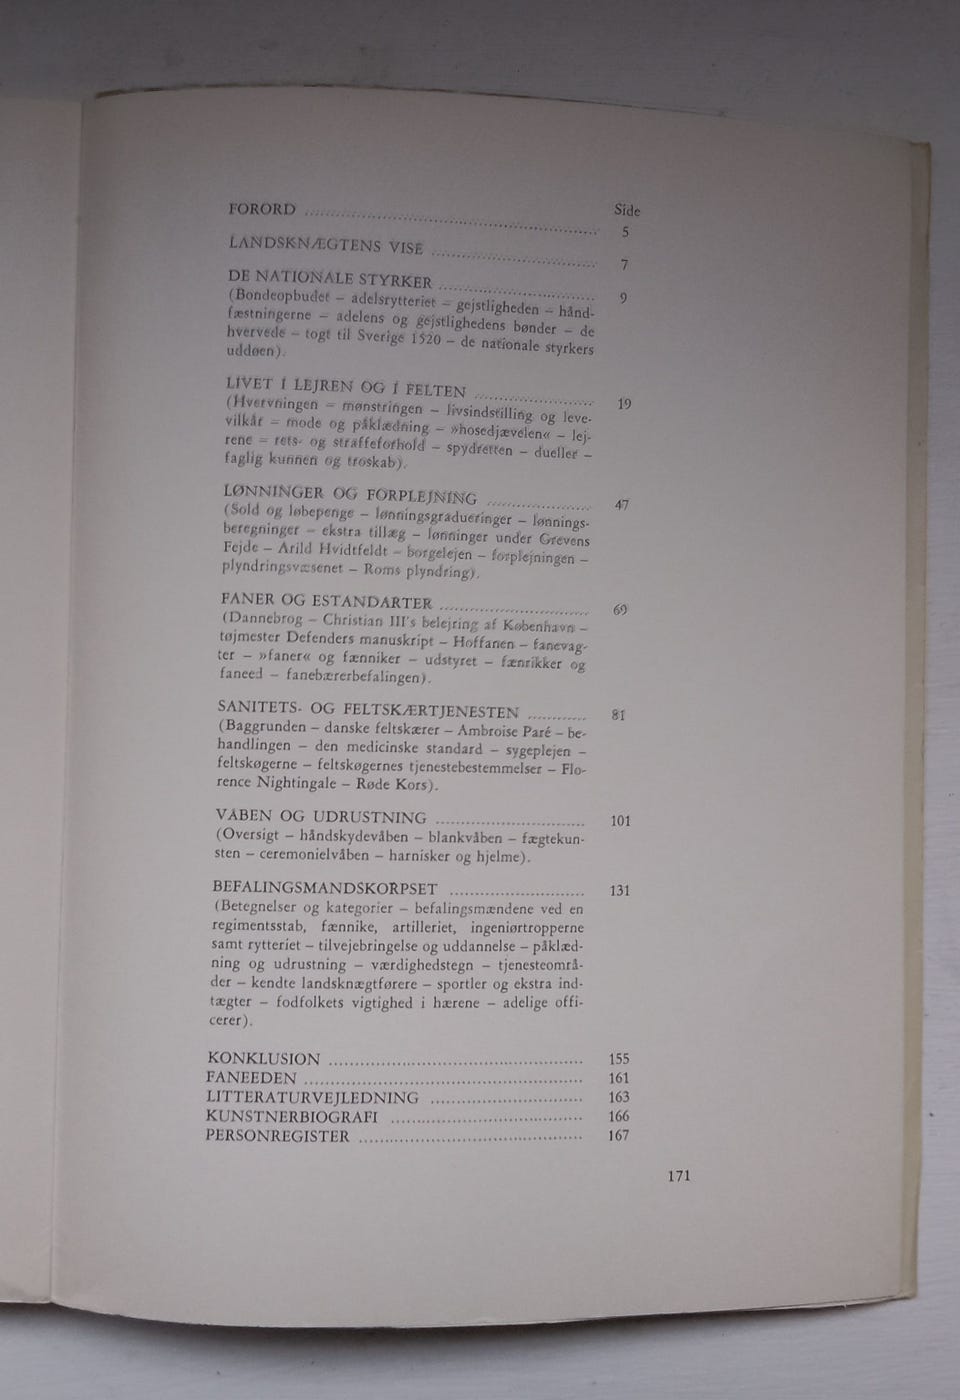 Side
FORORD ........ 5
LANDSKNÆGTENS VISE ........ 7
DE NATIONALE STYRKER ........ 9
(Bondeopbudet – adelsrytteriet – gejstligheden – hånd-
fæstningerne – adelens og gejstlighedens bønder – de
hvervede – togt til Sverige 1520 – de nationale styrkers
uddøen).
LIVET I LEJREN OG I FELTEN ........ 19
(Hvervningen – mønstringen – livsindstilling og leve-
vilkår – mode og påklædning – »hosedjævelen« – lej-
rene – rets- og straffeforhold – spydretten – dueller –
faglig kunnen og troskab).
LØNNINGER OG FORPLEJNING ........ 47
(Sold og løbepenge – lønningsgradueringer – lønnings-
beregninger – ekstra tillæg – lønninger under Grevens
Fejde – Arild Hvidtfeldt – borgelejen – forplejningen –
plyndringsvæsenet – Roms plyndring).
FANER OG ESTANDARTER ........ 69
(Dannebrog – Christian III's belejring af København –
tøjmester Defenders manuskript – Hoffanen – fanevag-
ter – »faner« og fænniker – udstyret – fænrikker og
faneed – fanebærerbefalingen).
SANITETS- OG FELTSKÆRTJENESTEN ........ 81
(Baggrunden – danske feltskærer – Ambroise Paré – be-
handlingen – den medicinske standard – sygeplejen –
feltskøgerne – feltskøgernes tjenestebestemmelser – Flo-
rence Nightingale – Røde Kors).
VÅBEN OG UDRUSTNING ........ 101
(Oversigt – håndskydevåben – blankvåben – fægtekun-
sten – ceremonielvåben – harnisker og hjelme).
BEFALINGSMANDSKORPSET ........ 131
(Betegnelser og kategorier – befalingsmændene ved en
regimentsstab, fænnike, artilleriet, ingeniørtropperne
samt rytteriet – tilvejebringelse og uddannelse – påklæd-
ning og udrustning – værdighedstegn – tjenesteområ-
der – kendte landsknægtførere – sportler og ekstra ind-
tægter – fodfolkets vigtighed i hærene – adelige offi-
cerer).
KONKLUSION ........ 155
FANEEDEN ........ 161
LITTERATURVEJLEDNING ........ 163
KUNSTNERBIOGRAFI ........ 166
PERSONREGISTER ........ 167
171